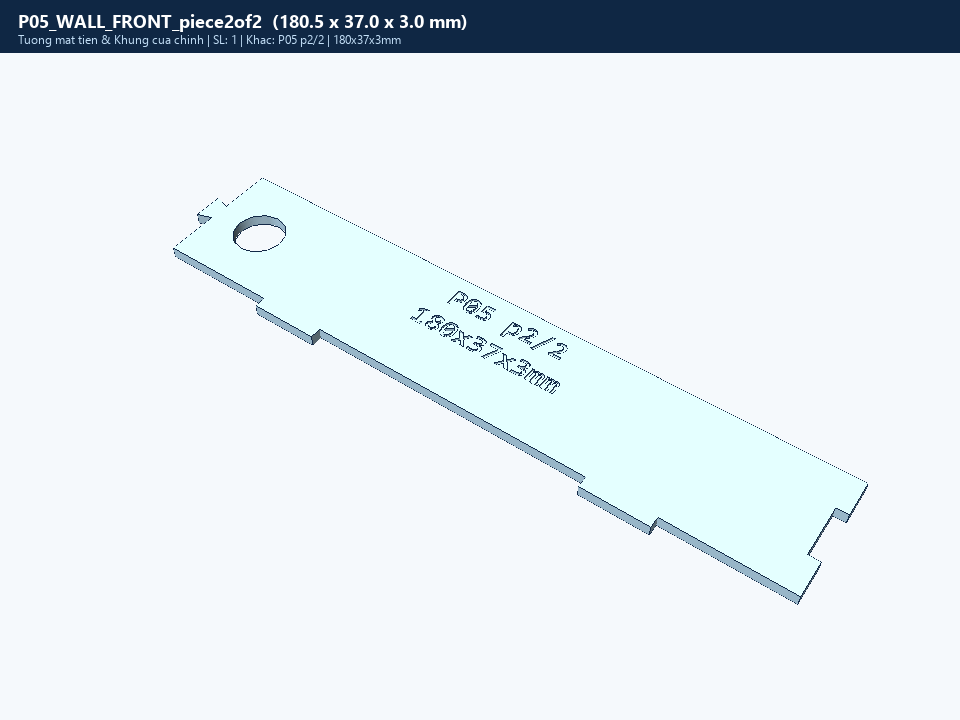 P05_WALL_FRONT_piece2of2  (180.5 x 37.0 x 3.0 mm)
Tuong mat tien & Khung cua chinh | SL: 1 | Khac: P05 p2/2 | 180x37x3mm
P05 p2/2
180x37x3mm